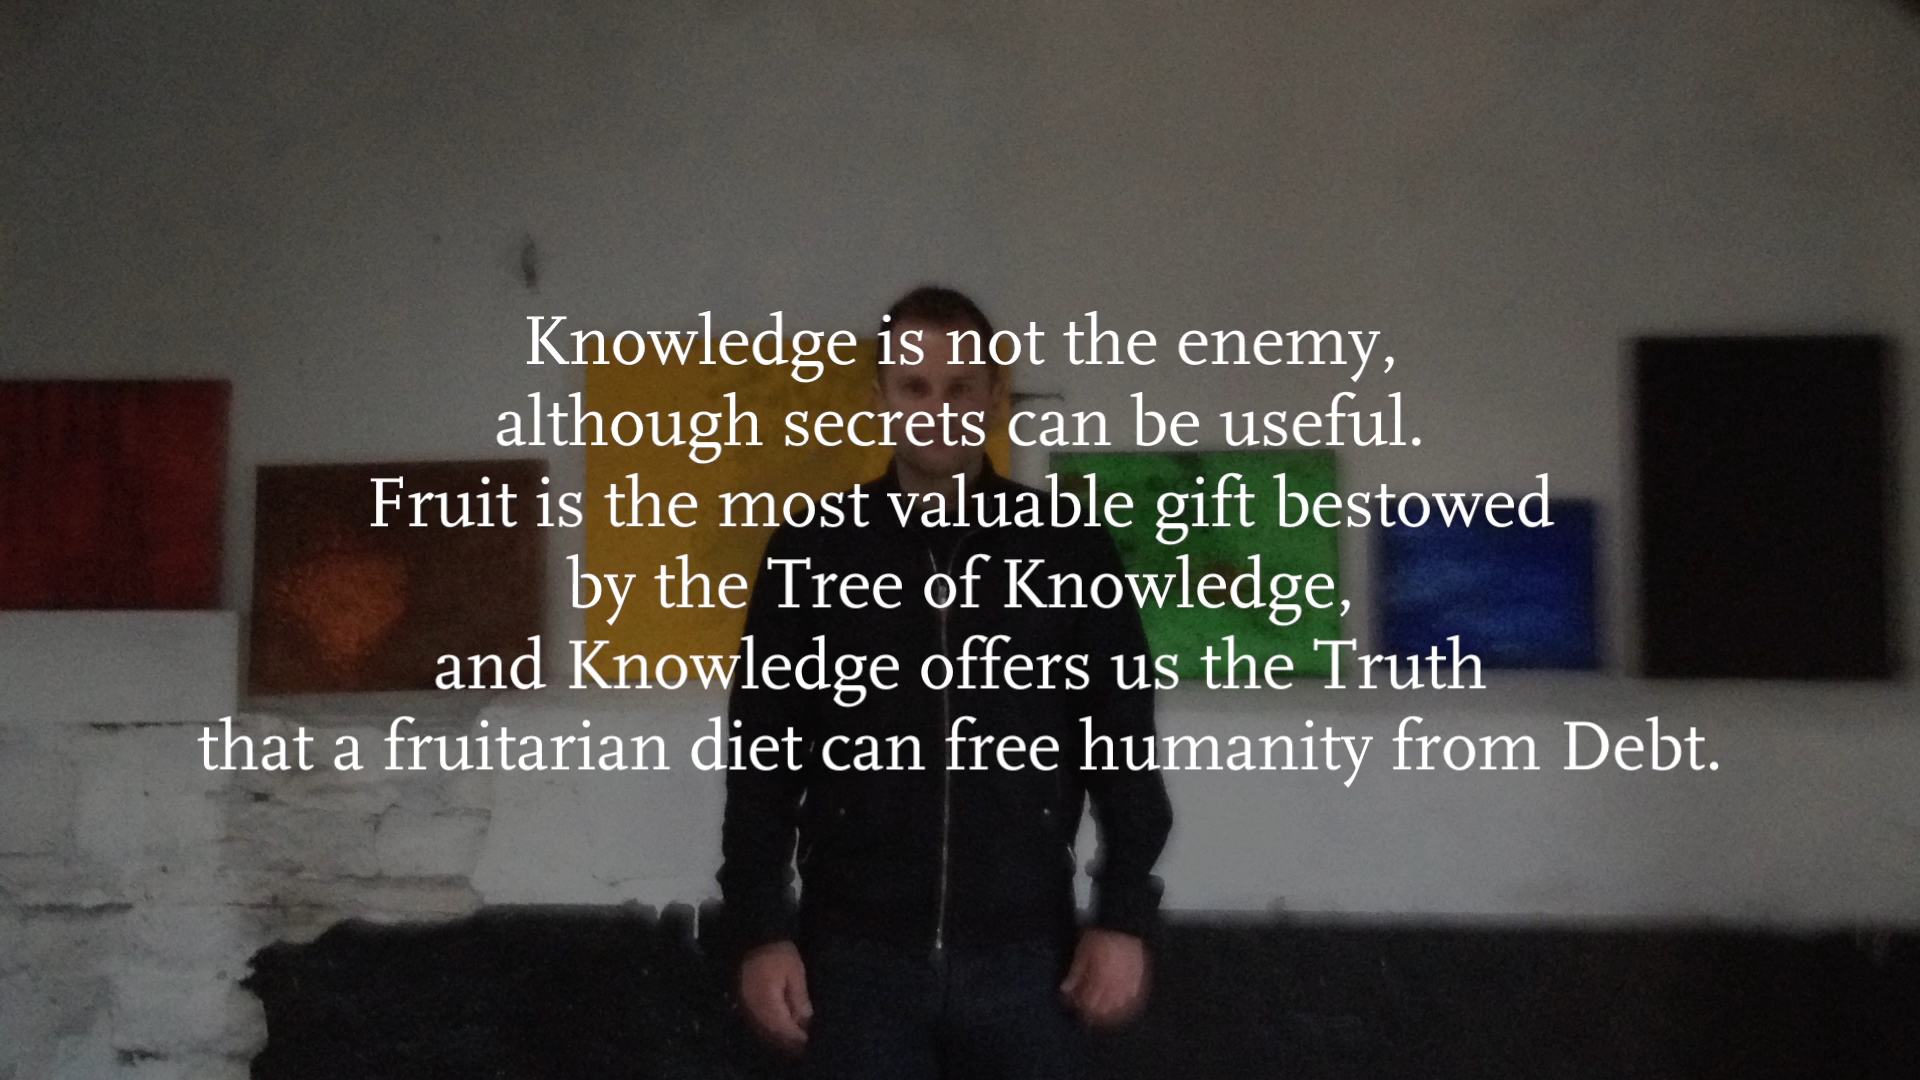 Knowledge is not the enemy,
although secrets can be useful.
Fruit is the most valuable gift bestowed
by the Tree of Knowledge,
and Knowledge offers us the Truth
that a fruitarian diet can free humanity from Debt.